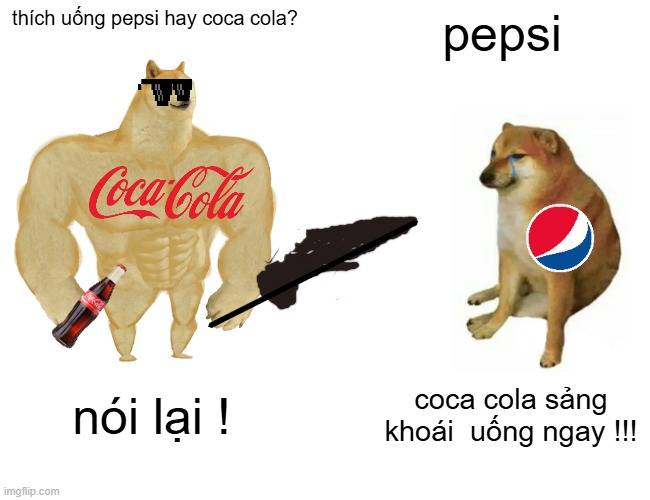 thích uống pepsi hay coca cola?
pepsi
Coca-Cola
nói lại !
coca cola sảng
khoái uống ngay !!!
imgflip.com